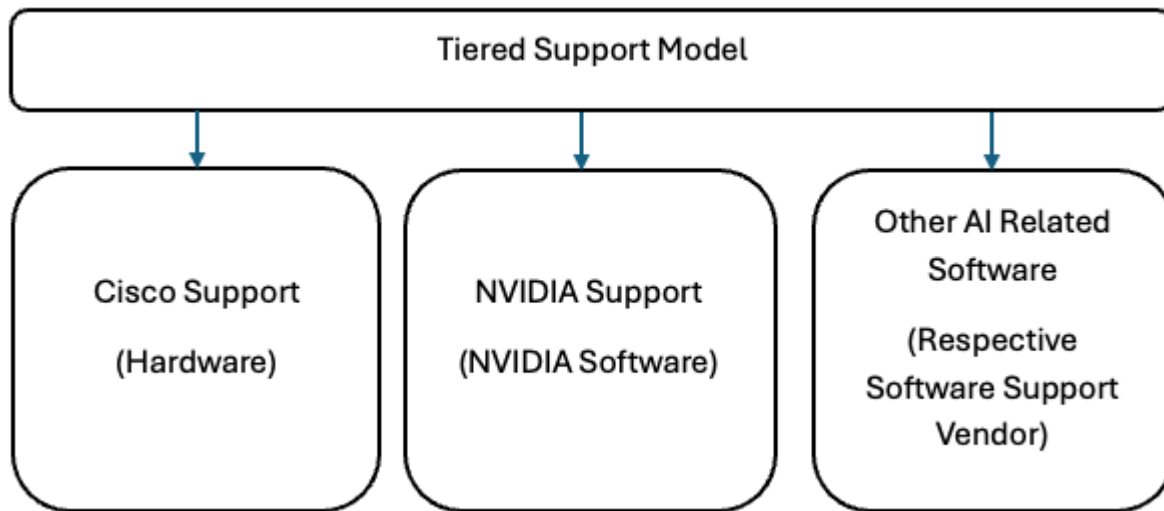 Tiered Support Model
Cisco Support
(Hardware)
NVIDIA Support
(NVIDIA Software)
Other AI Related
Software
(Respective
Software Support
Vendor)